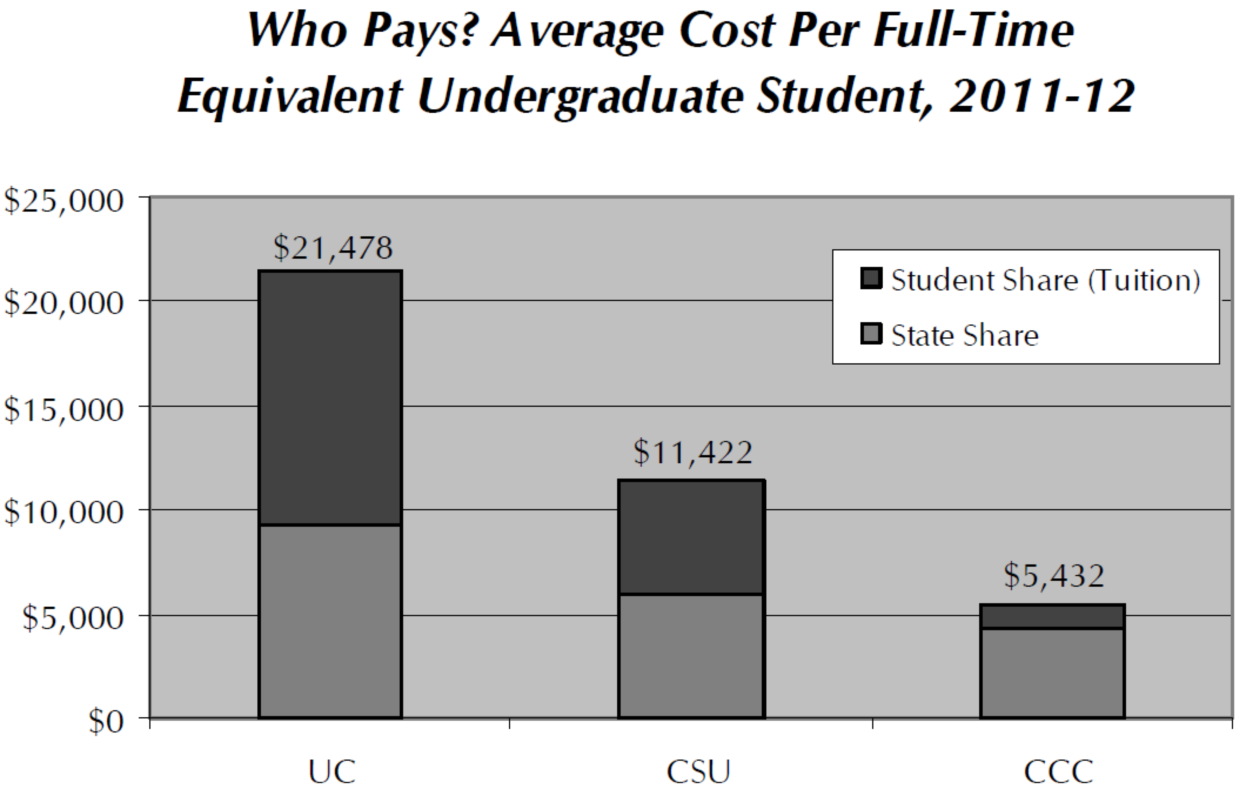 Who Pays? Average Cost Per Full-Time
Equivalent Undergraduate Student, 2011-12
$25,000
$20,000
$15,000
$10,000
$5,000
$0
$21,478
$11,422
$5,432
Student Share (Tuition)
State Share
UC
CSU
CCC